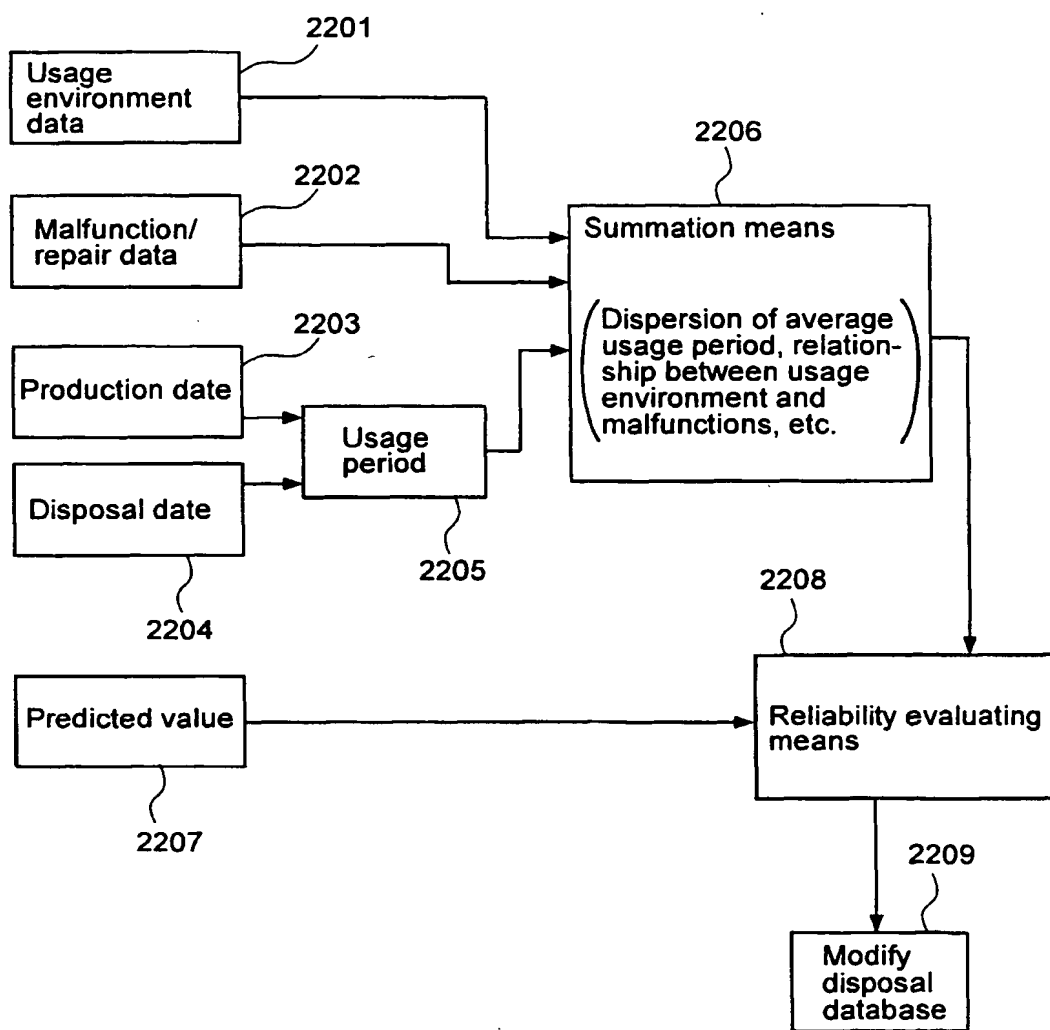 2201
Usage
environment
data
2202
Malfunction/
repair data
2203
Production date
Disposal date
2204
Usage
period
2205
2206
Summation means
Dispersion of average
usage period, relation-
ship between usage
environment and
malfunctions, etc.
Predicted value
2207
2208
Reliability evaluating
means
2209
Modify
disposal
database